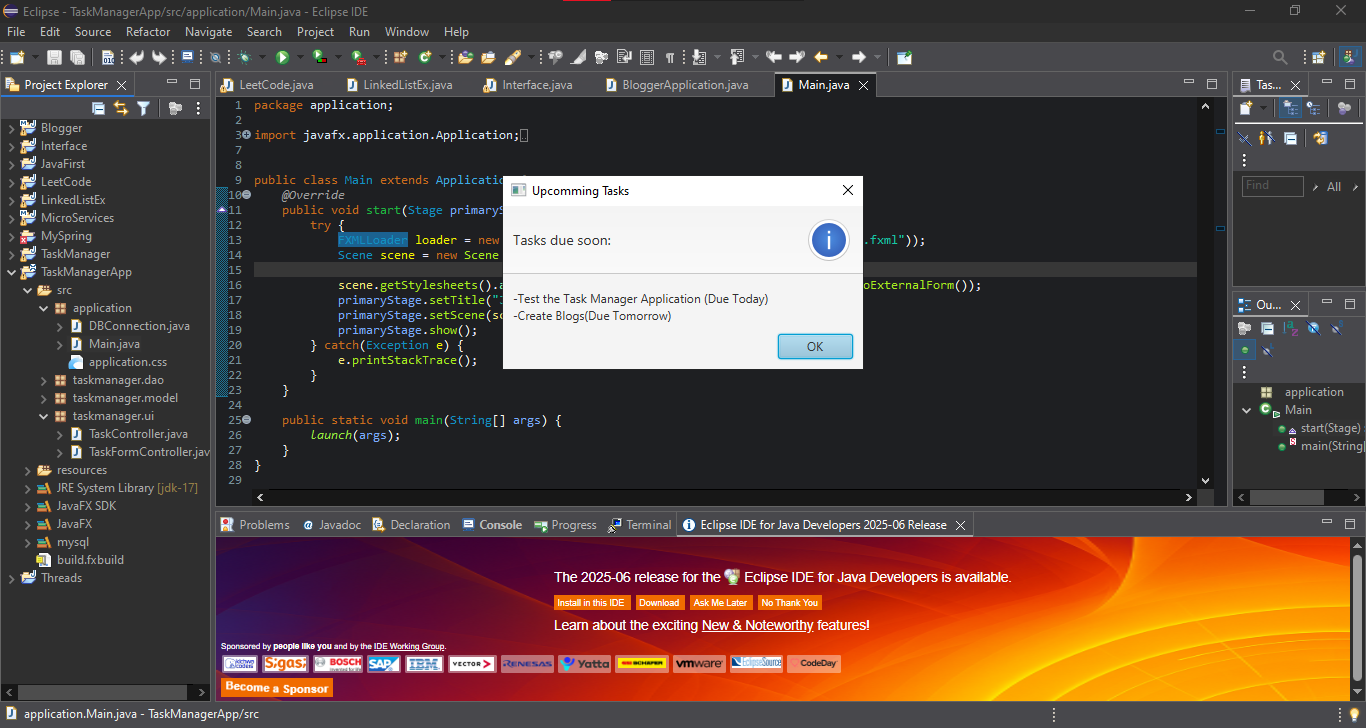 Eclipse - TaskManagerApp/src/application/Main.java - Eclipse IDE
File Edit Source Refactor Navigate Search Project Run Window Help
Project Explorer
Blogger
Interface
JavaFirst
LeetCode
LinkedListEx
MicroServices
MySpring
TaskManager
TaskManagerApp
src
application
DBConnection.java
Main.java
application.css
taskmanager.dao
taskmanager.model
taskmanager.ui
TaskController.java
TaskFormController.jav
resources
JRE System Library [jdk-17]
JavaFX SDK
JavaFX
mysql
build.fxbuild
Threads
LeetCode.java LinkedListEx.java Interface.java BloggerApplication.java Main.java
1 package application;
2
3 import javafx.application.Application;
7
8
9 public class Main extends Applicatio
10 @Override
11 public void start(Stage primaryS
12 try {
13 FXMLLoader loader = new .fxml"));
14 Scene scene = new Scene
15
16 scene.getStylesheets().a oExternalForm());
17 primaryStage.setTitle("
18 primaryStage.setScene(sc
19 primaryStage.show();
20 } catch(Exception e) {
21 e.printStackTrace();
22 }
23 }
24
25 public static void main(String[] args) {
26 launch(args);
27 }
28 }
29
Upcomming Tasks
Tasks due soon:
-Test the Task Manager Application (Due Today)
-Create Blogs(Due Tomorrow)
OK
Tas...
Find All
Ou...
application
Main
start(Stage) :
main(String[
Problems Javadoc Declaration Console Progress Terminal Eclipse IDE for Java Developers 2025-06 Release
The 2025-06 release for the Eclipse IDE for Java Developers is available.
Install in this IDE Download Ask Me Later No Thank You
Learn about the exciting New & Noteworthy features!
Sponsored by people like you and by the IDE Working Group.
Sigasi BOSCH SAP IBM VECTOR RENESAS Yatta SCHÄFER vmware EclipseSource CodeDay
Become a Sponsor
application.Main.java - TaskManagerApp/src